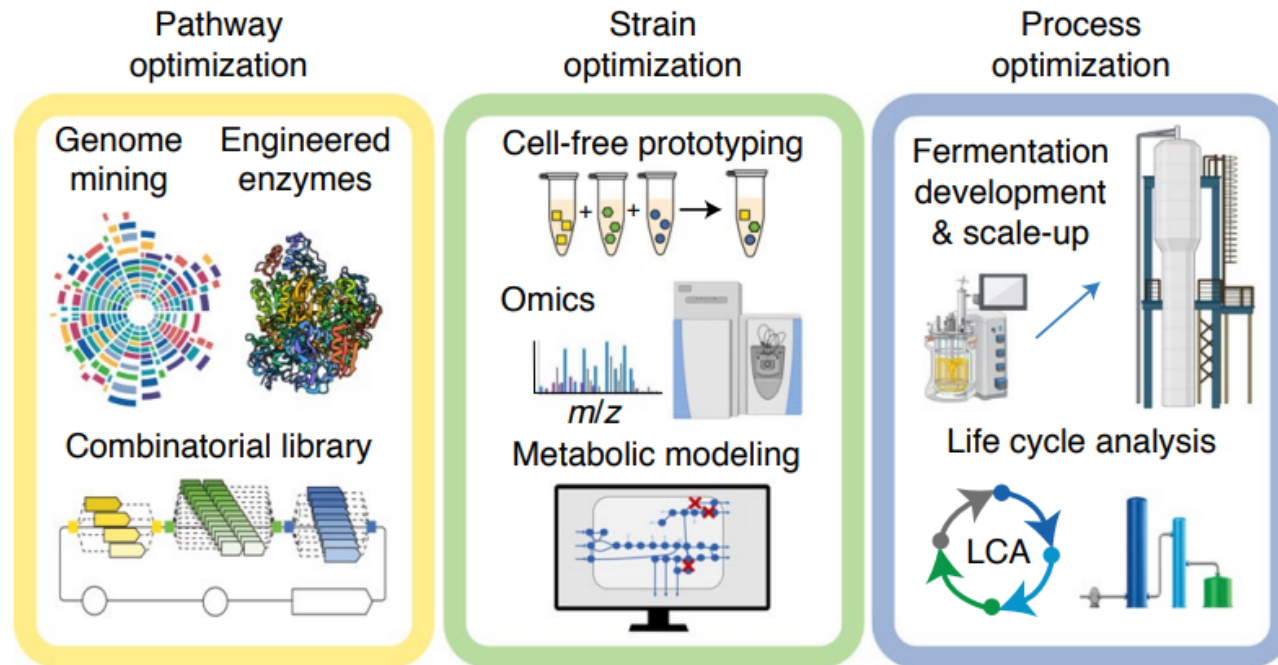 Pathway
optimization
Genome
mining
Engineered
enzymes
Combinatorial library
Strain
optimization
Cell-free prototyping
+ +
Omics
m/z
Metabolic modeling
Process
optimization
Fermentation
development
& scale-up
Life cycle analysis
LCA